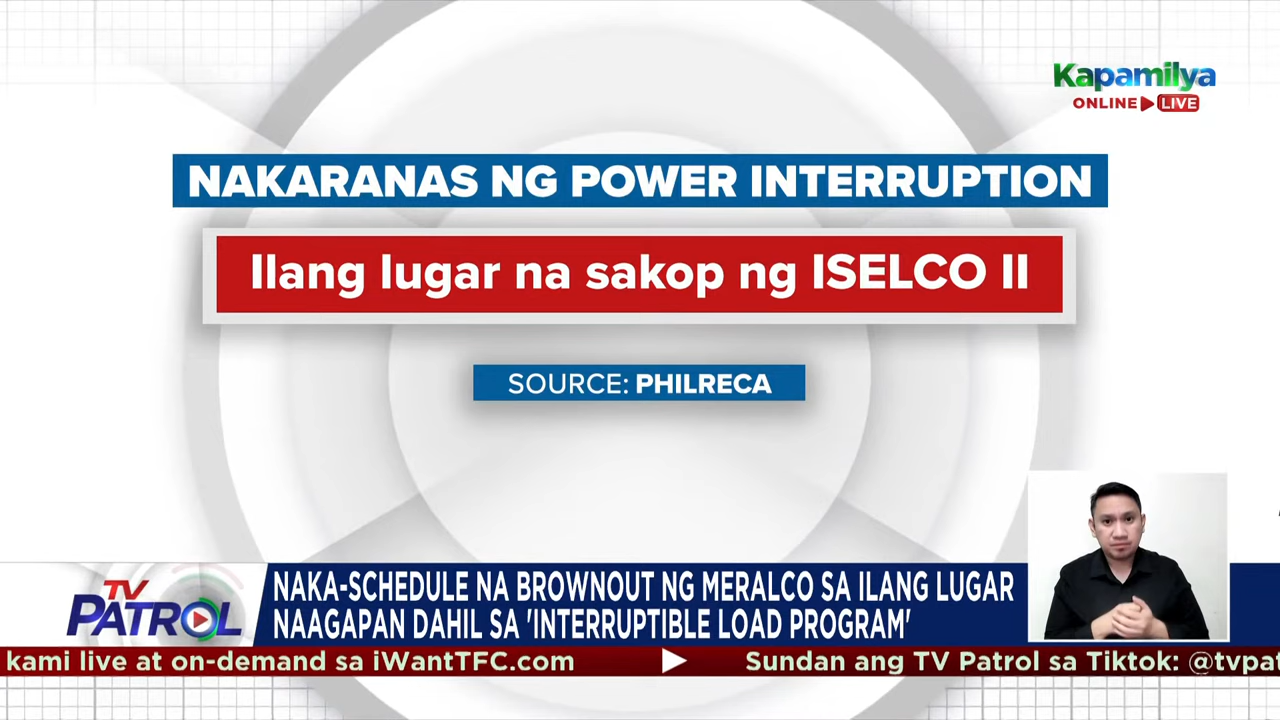 Kapamilya
ONLINE LIVE
NAKARANAS NG POWER INTERRUPTION
Ilang lugar na sakop ng ISELCO II
SOURCE: PHILRECA
TV PATROL
NAKA-SCHEDULE NA BROWNOUT NG MERALCO SA ILANG LUGAR
NAAGAPAN DAHIL SA 'INTERRUPTIBLE LOAD PROGRAM'
kami live at on-demand sa iWantTFC.com Sundan ang TV Patrol sa Tiktok: @tvpat